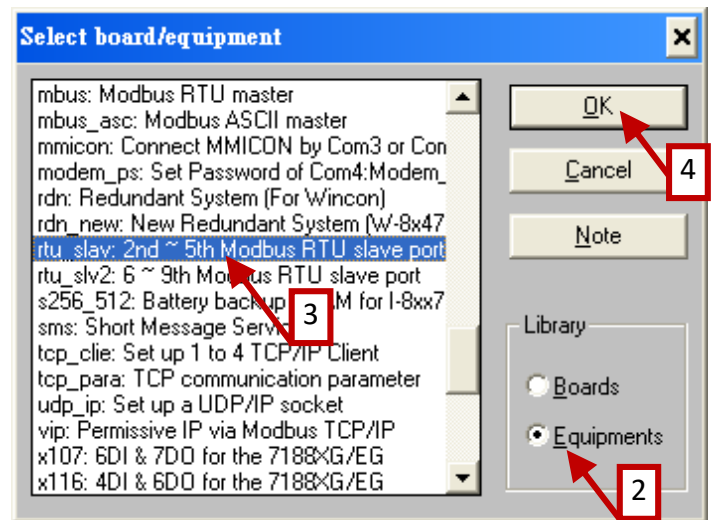 Select board/equipment
mbus: Modbus RTU master
mbus_asc: Modbus ASCII master
mmicon: Connect MMICON by Com3 or Con
modem_ps: Set Password of Com4:Modem_
rdn: Redundant System (For Wincon)
rdn_new: New Redundant System (W-8x47
rtu_slav: 2nd ~ 5th Modbus RTU slave port
rtu_slv2: 6 ~ 9th Modbus RTU slave port
s256_512: Battery backup AM for I-8xx7
sms: Short Message Servic
tcp_clie: Set up 1 to 4 TCP/IP Client
tcp_para: TCP communication parameter
udp_ip: Set up a UDP/IP socket
vip: Permissive IP via Modbus TCP/IP
x107: 6DI & 7DO for the 7188XG/EG
x116: 4DI & 6DO for the 7188XG/EG
3
OK
4
Cancel
Note
Library
Boards
Equipments
2